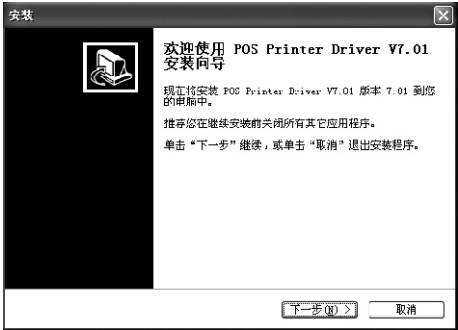 安装
欢迎使用 POS Printer Driver V7.01
安装向导
现在将安装 POS Printer Driver V7.01 版本 7.01 到您
的电脑中。
推荐您在继续安装前关闭所有其它应用程序。
单击“下一步”继续，或单击“取消”退出安装程序。
下一步(N) >
取消